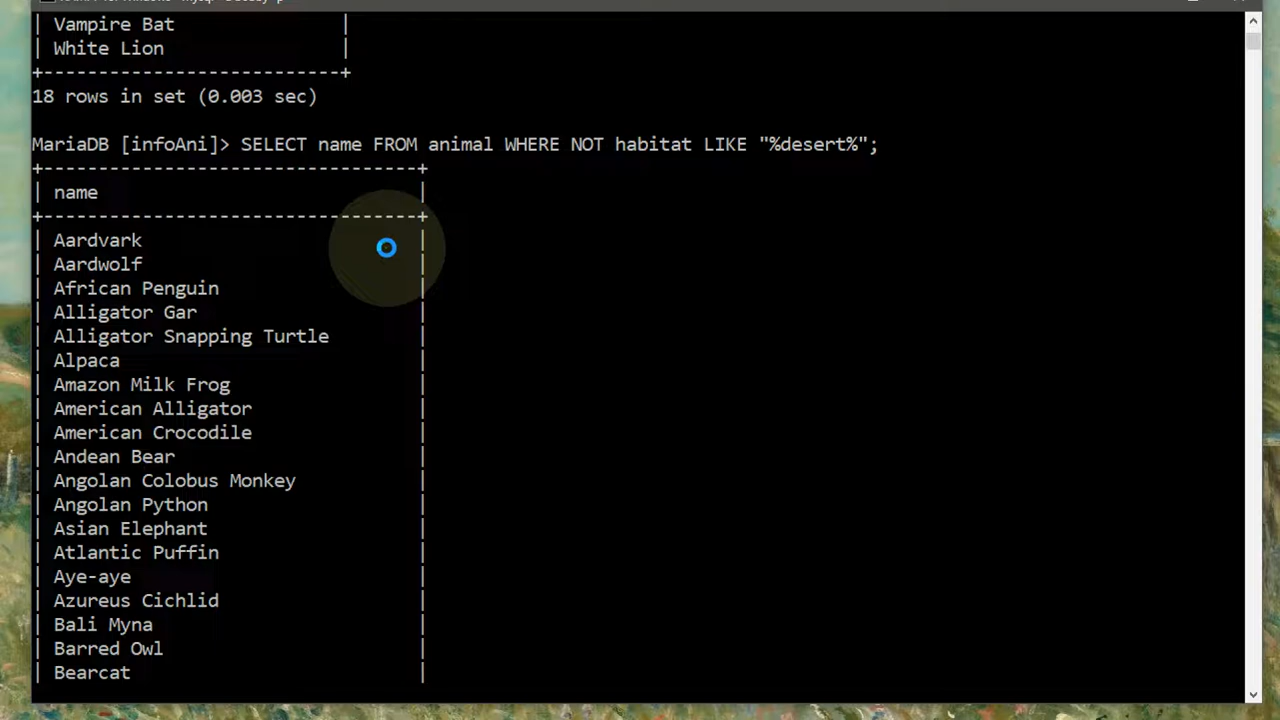 | Vampire Bat |
| White Lion |
+----------------------------+
18 rows in set (0.003 sec)
MariaDB [infoAni]> SELECT name FROM animal WHERE NOT habitat LIKE "%desert%";
+-----------------------------------+
| name |
+-----------------------------------+
| Aardvark |
| Aardwolf |
| African Penguin |
| Alligator Gar |
| Alligator Snapping Turtle |
| Alpaca |
| Amazon Milk Frog |
| American Alligator |
| American Crocodile |
| Andean Bear |
| Angolan Colobus Monkey |
| Angolan Python |
| Asian Elephant |
| Atlantic Puffin |
| Aye-aye |
| Azureus Cichlid |
| Bali Myna |
| Barred Owl |
| Bearcat |